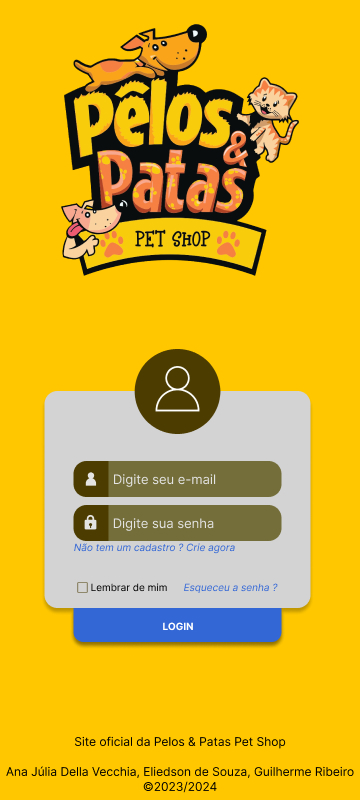 Pêlos
&
Patas
PET SHOP
Digite seu e-mail
Digite sua senha
Não tem um cadastro ? Crie agora
Lembrar de mim Esqueceu a senha ?
LOGIN
Site oficial da Pelos & Patas Pet Shop
Ana Júlia Della Vecchia, Eliedson de Souza, Guilherme Ribeiro
©2023/2024